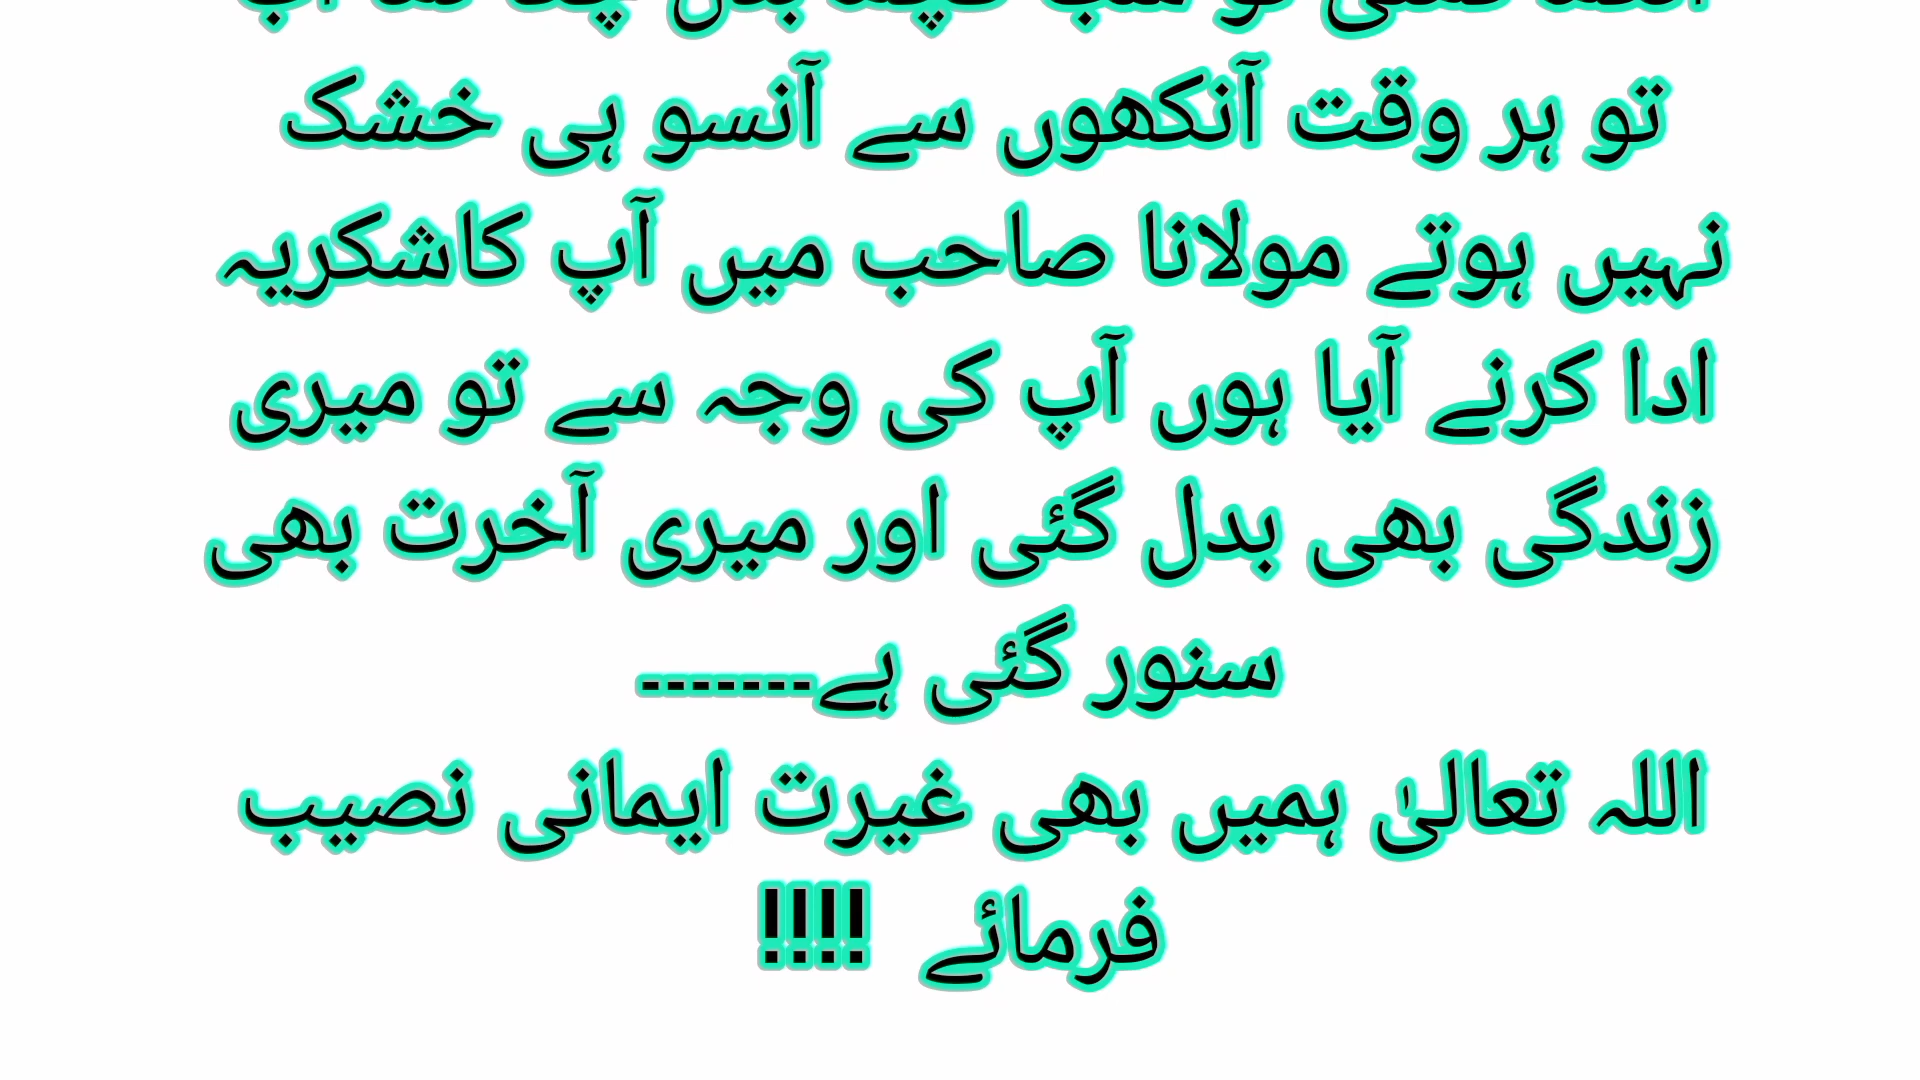 تو ہر وقت آنکھوں سے آنسو ہی خشک
نہیں ہوتے مولانا صاحب میں آپ کاشکریہ
ادا کرنے آیا ہوں آپ کی وجہ سے تو میری
زندگی بھی بدل گئی اور میری آخرت بھی
سنور گئی ہے-------
اللہ تعالیٰ ہمیں بھی غیرت ایمانی نصیب
فرمائے !!!!